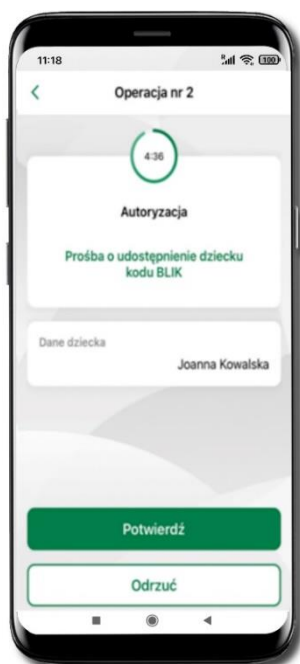 11:18
100
Operacja nr 2
4:36
Autoryzacja
Prośba o udostępnienie dziecku
kodu BLIK
Dane dziecka
Joanna Kowalska
Potwierdź
Odrzuć